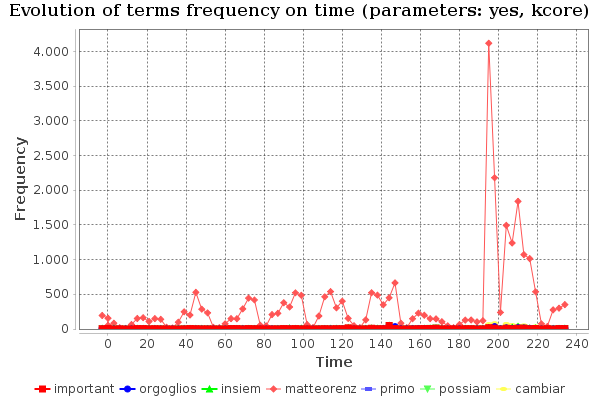 Evolution of terms frequency on time (parameters: yes, kcore)
4.000
3.500
3.000
2.500
2.000
1.500
1.000
500
0
Frequency
0 20 40 60 80 100 120 140 160 180 200 220 240
Time
important orgoglios insiem matteorenz primo possiam cambiar